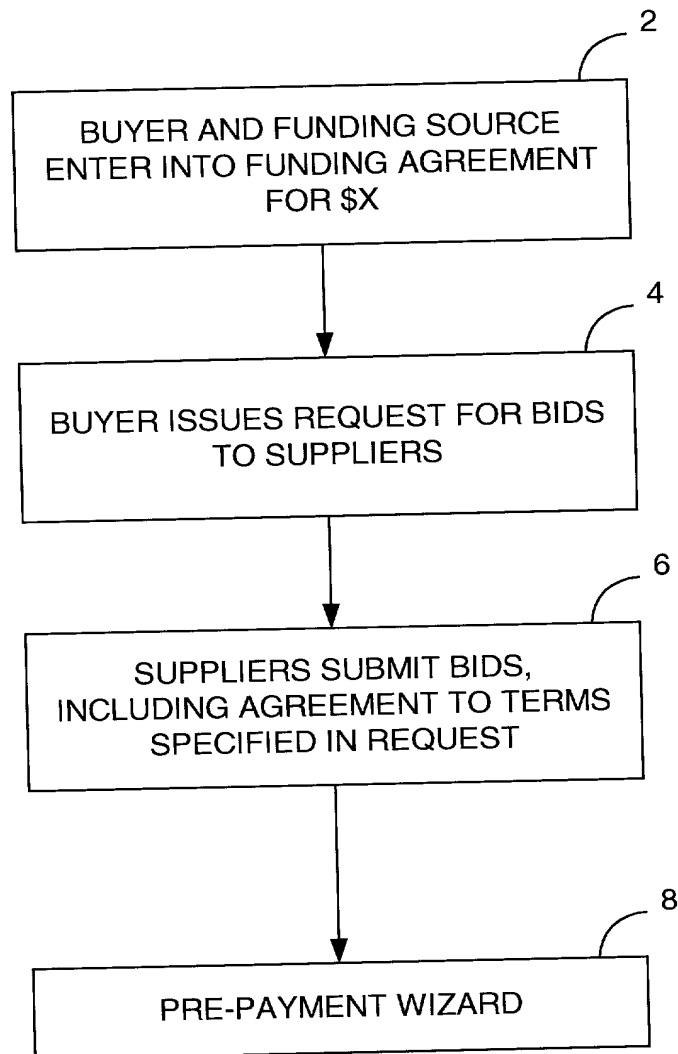 2
BUYER AND FUNDING SOURCE
ENTER INTO FUNDING AGREEMENT
FOR $X
4
BUYER ISSUES REQUEST FOR BIDS
TO SUPPLIERS
6
SUPPLIERS SUBMIT BIDS,
INCLUDING AGREEMENT TO TERMS
SPECIFIED IN REQUEST
8
PRE-PAYMENT WIZARD